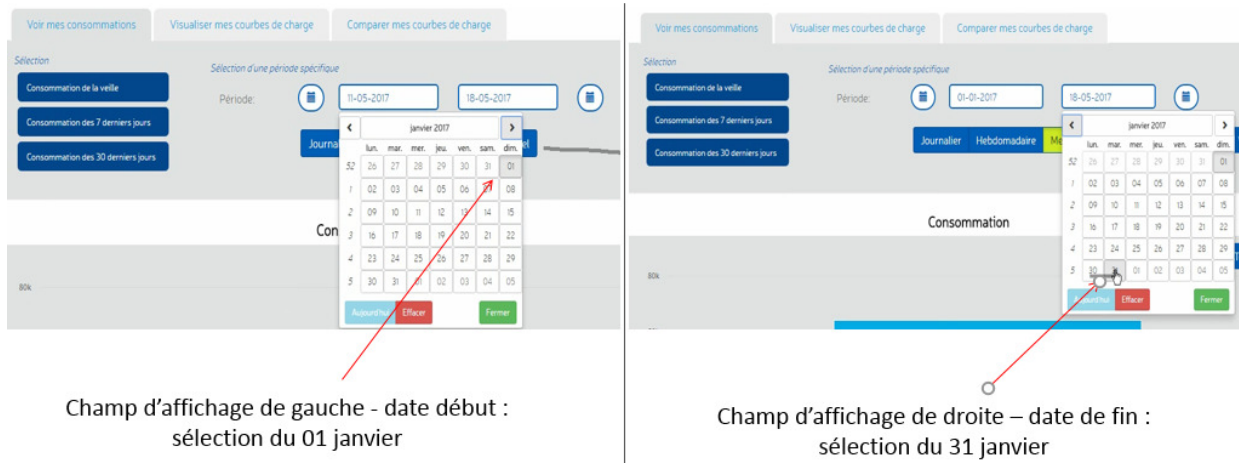 Voir mes consommations
Visualiser mes courbes de charge
Comparer mes courbes de charge
Sélection
Sélection d'une période spécifique
Consommation de la veille
Consommation des 7 derniers jours
Consommation des 30 derniers jours
Période:
11-05-2017
18-05-2017
janvier 2017
Journa
el
lun. mar. mer. jeu. ven. sam. dim.
52 26 27 28 29 30 31 01
1 02 03 04 05 06 07 08
2 09 10 11 12 13 14 15
3 16 17 18 19 20 21 22
4 23 24 25 26 27 28 29
5 30 31 01 02 03 04 05
Con
80k
Aujourd'hui Effacer Fermer
Champ d'affichage de gauche - date début :
sélection du 01 janvier
Voir mes consommations
Visualiser mes courbes de charge
Comparer mes courbes de charge
Sélection
Sélection d'une période spécifique
Consommation de la veille
Consommation des 7 derniers jours
Consommation des 30 derniers jours
Période:
01-01-2017
18-05-2017
Journalier Hebdomadaire Me
janvier 2017
lun. mar. mer. jeu. ven. sam. dim.
52 26 27 28 29 30 31 01
1 02 03 04 05 06 07 08
2 09 10 11 12 13 14 15
3 16 17 18 19 20 21 22
4 23 24 25 26 27 28 29
5 30 31 01 02 03 04 05
Consommation
80k
Aujourd'hui Effacer Fermer
Champ d'affichage de droite – date de fin :
sélection du 31 janvier